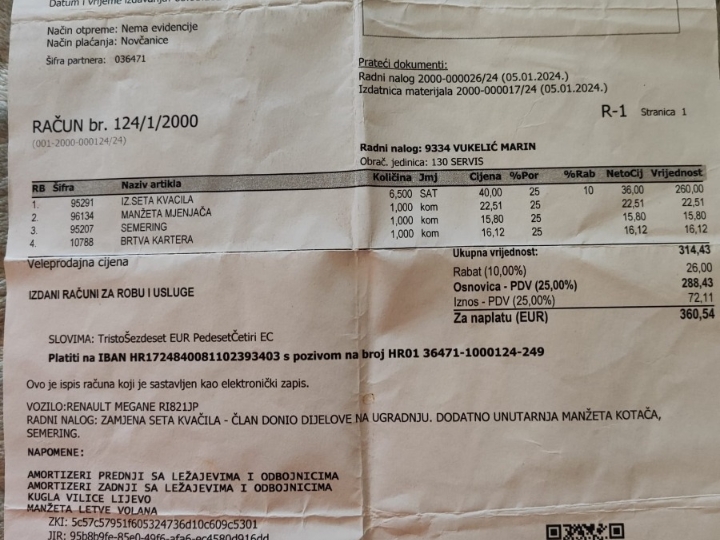 Način otpreme: Nema evidencije
Način plaćanja: Novčanice
Šifra partnera: 036471
Prateći dokumenti:
Radni nalog 2000-000026/24 (05.01.2024.)
Izdatnica materijala 2000-000017/24 (05.01.2024.)
R-1 Stranica 1
RAČUN br. 124/1/2000
(001-2000-000124/24)
Radni nalog: 9334 VUKELIĆ MARIN
Obrač. jedinica: 130 SERVIS
RB Šifra Naziv artikla Količina Jmj Cijena %Por %Rab NetoCij Vrijednost
1. 95291 IZ.SETA KVAČILA 6,500 SAT 40,00 25 10 36,00 260,00
2. 96134 MANŽETA MJENJAČA 1,000 kom 22,51 25 22,51 22,51
3. 95207 SEMERING 1,000 kom 15,80 25 15,80 15,80
4. 10788 BRTVA KARTERA 1,000 kom 16,12 25 16,12 16,12
Veleprodajna cijena
Ukupna vrijednost: 314,43
Rabat (10,00%) 26,00
Osnovica - PDV (25,00%) 288,43
Iznos - PDV (25,00%) 72,11
Za naplatu (EUR) 360,54
IZDANI RAČUNI ZA ROBU I USLUGE
SLOVIMA: TristoŠezdeset EUR PedesetČetiri EC
Platiti na IBAN HR1724840081102393403 s pozivom na broj HR01 36471-1000124-249
Ovo je ispis računa koji je sastavljen kao elektronički zapis.
VOZILO:RENAULT MEGANE RI821JP
RADNI NALOG: ZAMJENA SETA KVAČILA - ČLAN DONIO DIJELOVE NA UGRADNJU. DODATNO UNUTARNJA MANŽETA KOTAČA,
SEMERING.
NAPOMENE:
AMORTIZERI PREDNJI SA LEŽAJEVIMA I ODBOJNICIMA
AMORTIZERI ZADNJI SA LEŽAJEVIMA I ODBOJNICIMA
KUGLA VILICE LIJEVO
MANŽETA LETVE VOLANA
ZKI: 5c57c57951f605324736d10c609c5301
JIR: 95b8b9fe-85e0-49f6-afa6-ec4580d916dd